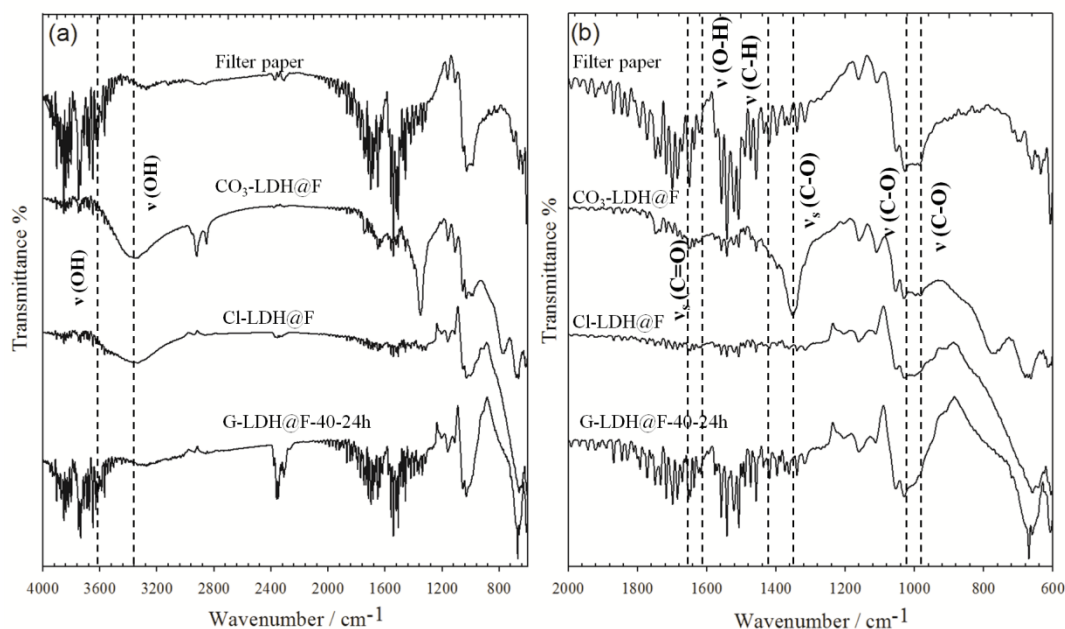 (a)
Filter paper
ν (OH)
CO₃-LDH@F
ν (OH)
Cl-LDH@F
G-LDH@F-40-24h
Transmittance %
4000 3600 3200 2800 2400 2000 1600 1200 800
Wavenumber / cm⁻¹
(b)
Filter paper
ν (O-H)
ν (C-H)
CO₃-LDH@F
νₛ (C-O)
ν (C-O)
ν (C-O)
νₛ (C=O)
Cl-LDH@F
G-LDH@F-40-24h
Transmittance %
2000 1800 1600 1400 1200 1000 800 600
Wavenumber / cm⁻¹